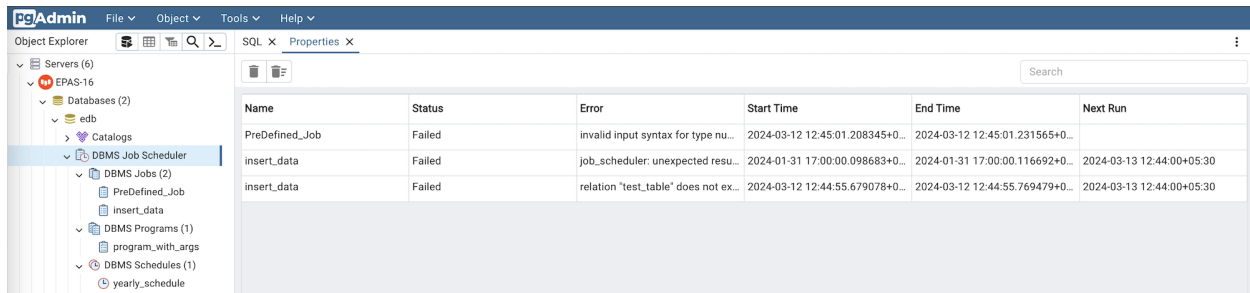 pgAdmin File Object Tools Help
Object Explorer SQL Properties
Servers (6)
EPAS-16
Search
Databases (2)
Name Status Error Start Time End Time Next Run
edb
PreDefined_Job Failed invalid input syntax for type nu... 2024-03-12 12:45:01.208345+0... 2024-03-12 12:45:01.231565+0...
Catalogs
DBMS Job Scheduler
insert_data Failed job_scheduler: unexpected resu... 2024-01-31 17:00:00.098683+0... 2024-01-31 17:00:00.116692+0... 2024-03-13 12:44:00+05:30
DBMS Jobs (2)
insert_data Failed relation "test_table" does not ex... 2024-03-12 12:44:55.679078+0... 2024-03-12 12:44:55.769479+0... 2024-03-13 12:44:00+05:30
PreDefined_Job
insert_data
DBMS Programs (1)
program_with_args
DBMS Schedules (1)
yearly_schedule